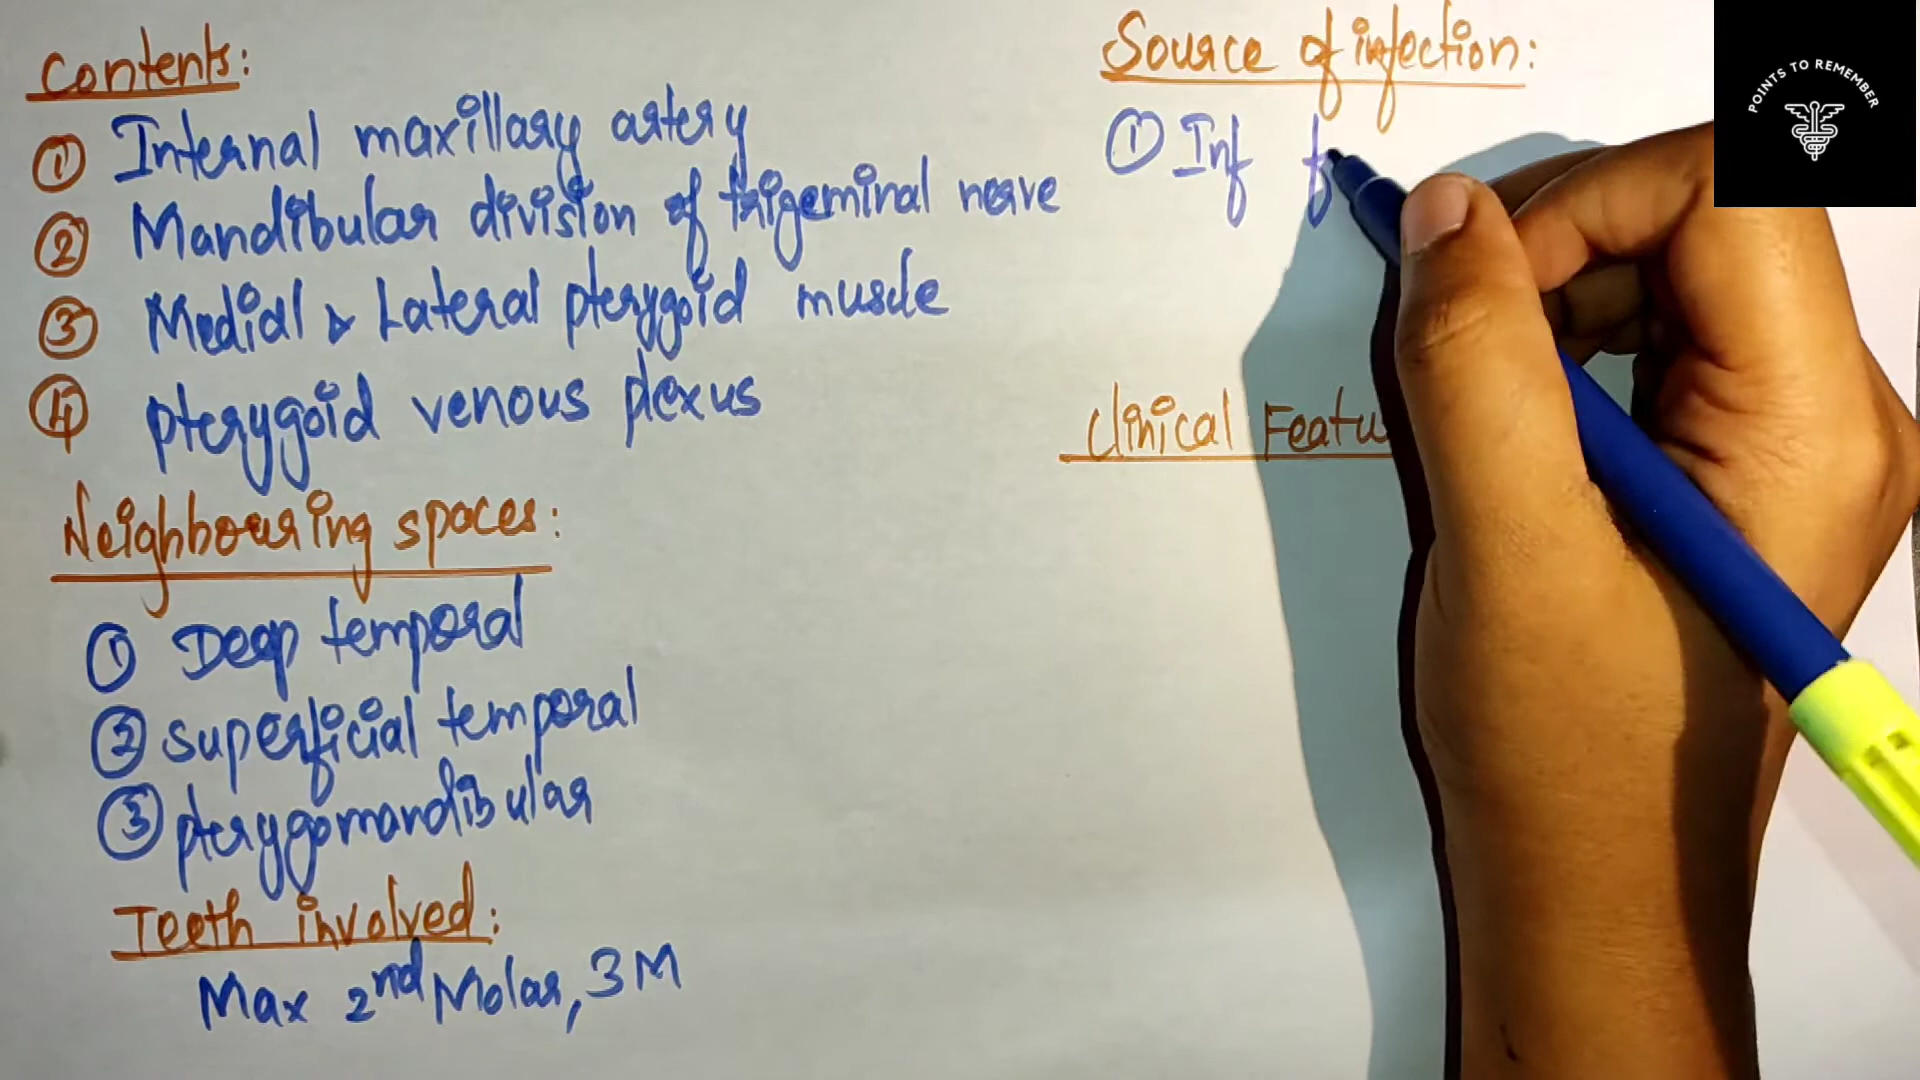 Contents:
① Internal maxillary artery
② Mandibular division of trigeminal nerve
③ Medial & Lateral pterygoid muscle
④ pterygoid venous plexus
Neighbouring spaces:
① Deep temporal
② superficial temporal
③ pterygomandibular
Teeth involved:
Max 2nd Molar, 3M
Source of infection:
① Inf
Clinical Featu
POINTS TO REMEMBER